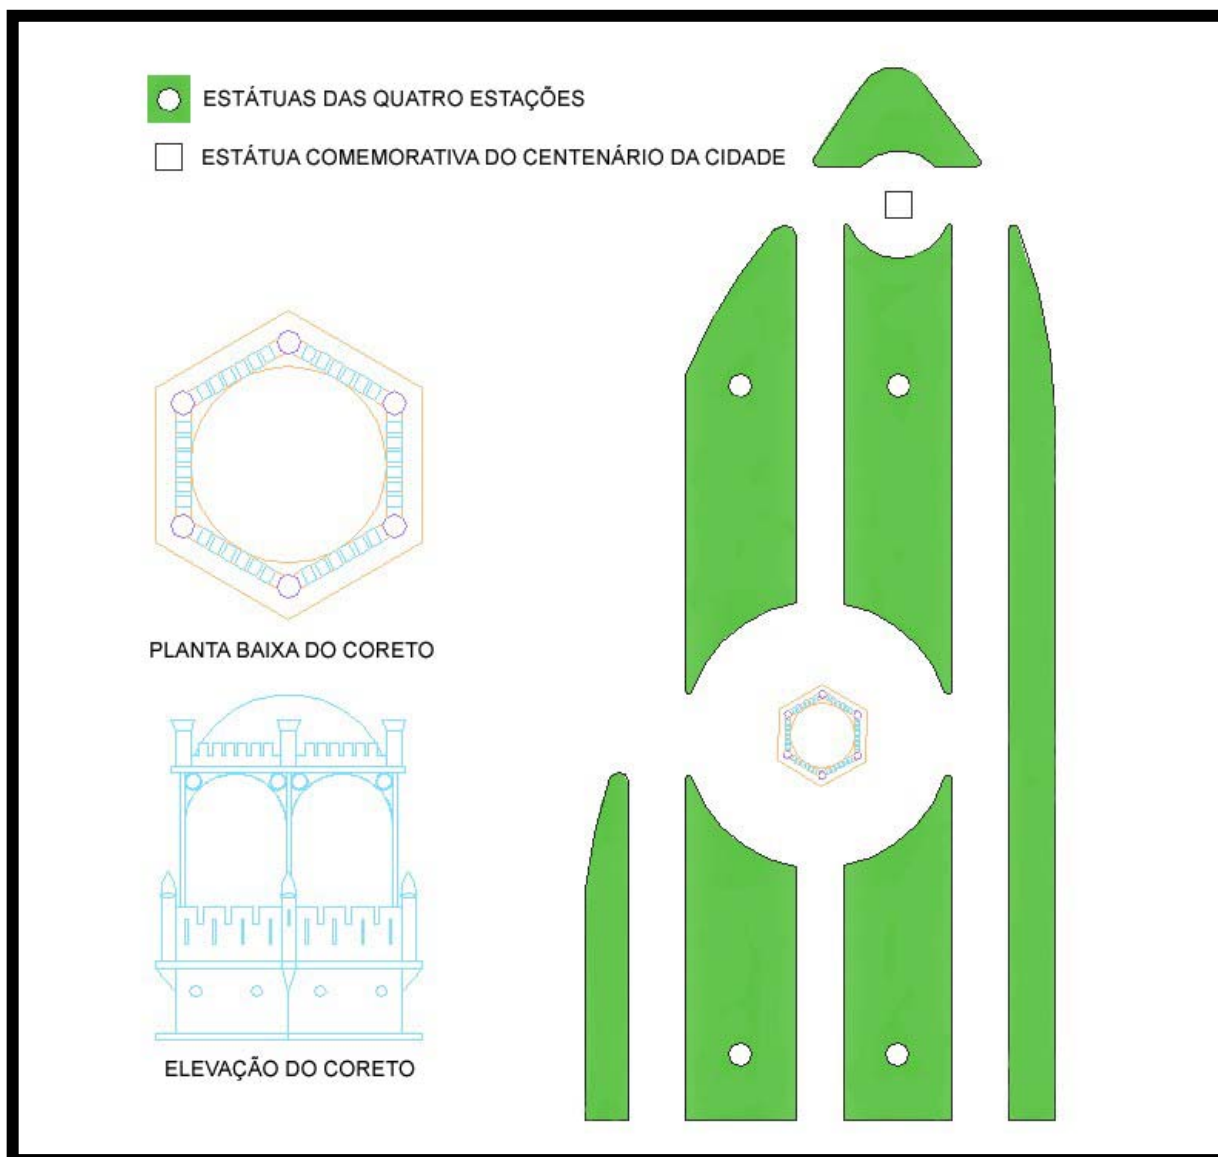 ESTÁTUAS DAS QUATRO ESTAÇÕES
ESTÁTUA COMEMORATIVA DO CENTENÁRIO DA CIDADE
PLANTA BAIXA DO CORETO
ELEVAÇÃO DO CORETO